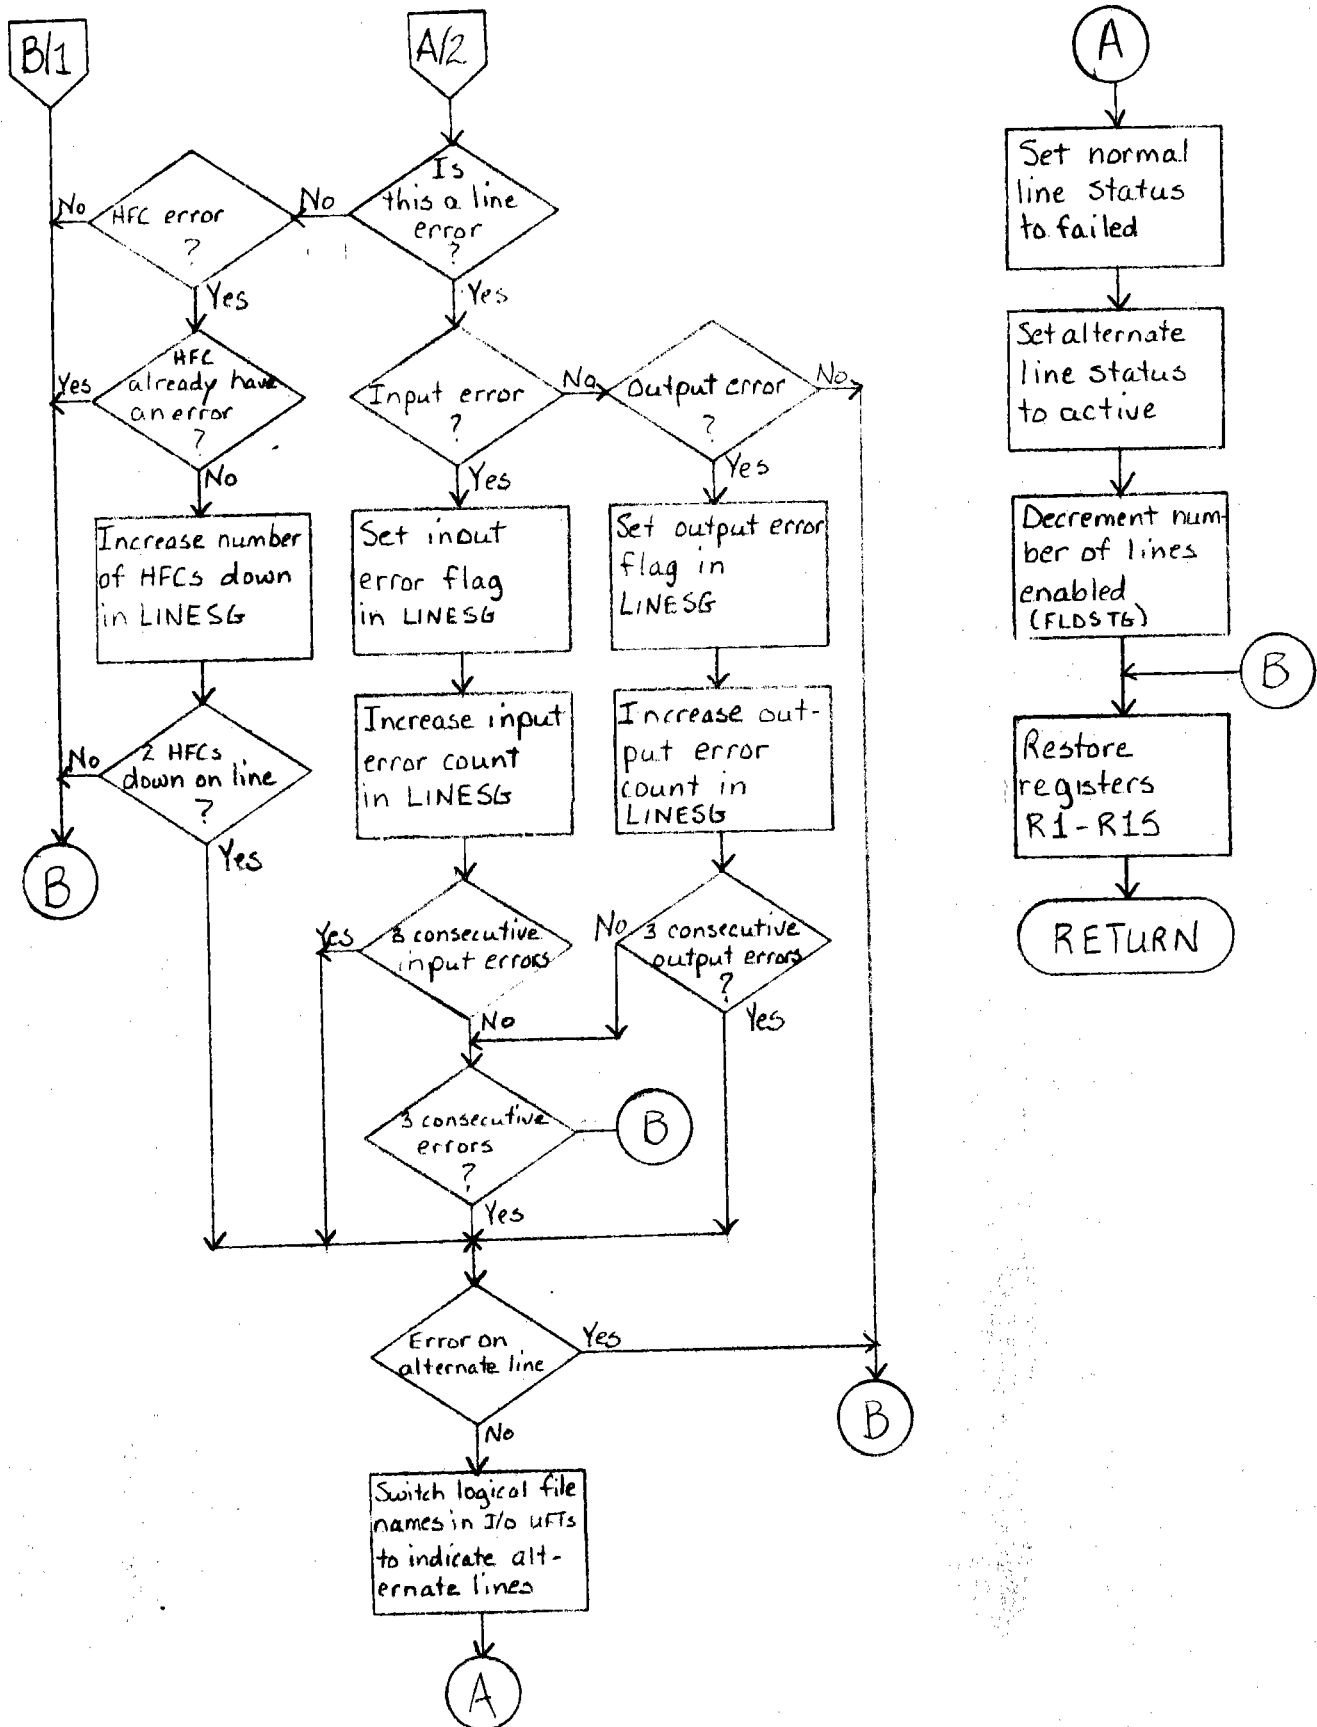 B/1
A/2
A
Is
this a line
error
?
No
HFC error
?
No
Yes
Yes
HFC
already have
an error
?
Yes
No
Input error
?
No
Yes
Output error
?
No
Yes
Increase number
of HFCs down
in LINESG
Set inout
error flag
in LINESG
Set output error
flag in
LINESG
2 HFCs
down on line
?
No
Yes
B
Increase input
error count
in LINESG
Increase out-
put error
count in
LINESG
3 consecutive
input errors
Yes
No
3 consecutive
output errors
?
No
Yes
3 consecutive
errors
?
B
Yes
Error on
alternate line
Yes
B
No
Switch logical file
names in I/O UFTs
to indicate alt-
ernate lines
A
Set normal
line status
to failed
Set alternate
line status
to active
Decrement num-
ber of lines
enabled
(FLDSTG)
B
Restore
registers
R1-R15
RETURN